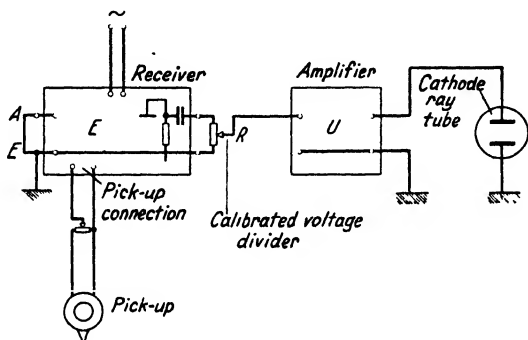 ~
Receiver
Amplifier
Cathode
ray
tube
A
E
E
R
U
Pick-up
connection
Calibrated voltage
divider
Pick-up